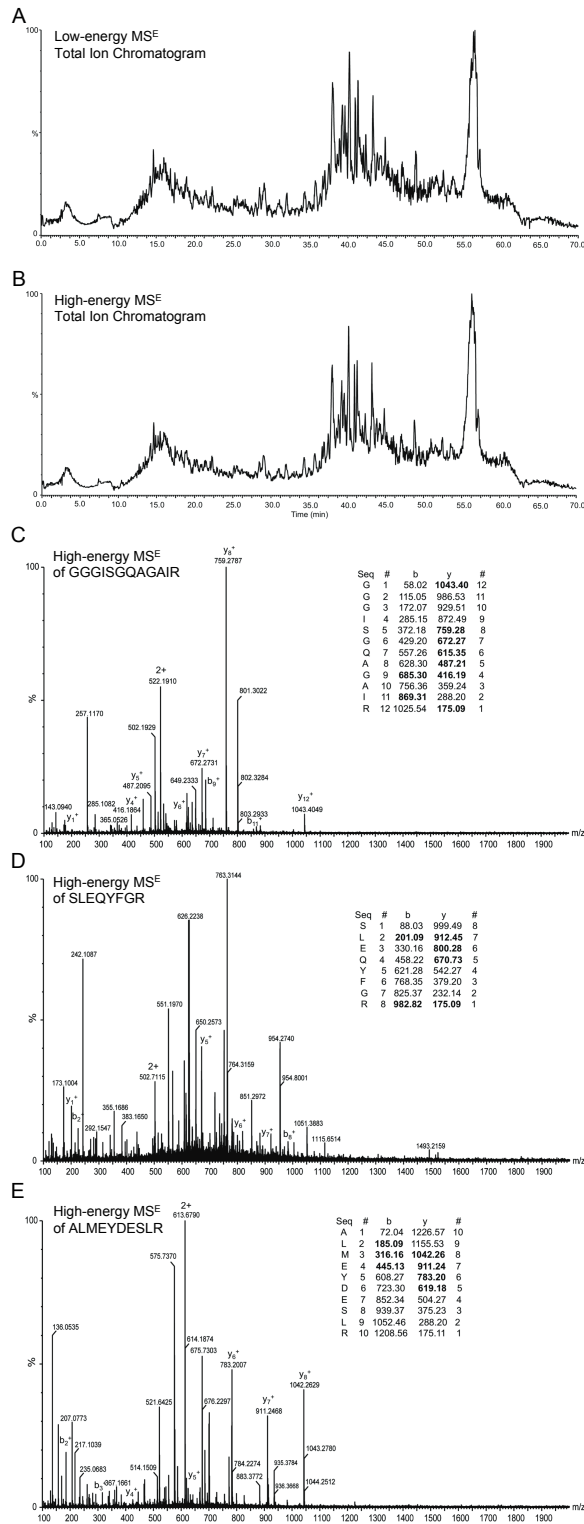 A
Low-energy MSE
Total Ion Chromatogram
100
%
0
0.0 5.0 10.0 15.0 20.0 25.0 30.0 35.0 40.0 45.0 50.0 55.0 60.0 65.0 70.0
B
High-energy MSE
Total Ion Chromatogram
100
%
0
0.0 5.0 10.0 15.0 20.0 25.0 30.0 35.0 40.0 45.0 50.0 55.0 60.0 65.0 70.0
Time (min)
C
High-energy MSE
of GGGISGQAGAIR
100
%
0
y8+
759.2787
2+
522.1910
801.3022
257.1170
502.1929
y7+
672.2731
y5+
487.2095
649.2333
b9+
802.3284
y4+
416.1864
y6+
y12+
1043.4049
143.0940
y1+
285.1082
365.0526
803.2933
b11+
100 200 300 400 500 600 700 800 900 1000 1100 1200 1300 1400 1500 1600 1700 1800 1900
m/z
Seq # b y #
G 1 58.02 1043.40 12
G 2 115.05 986.53 11
G 3 172.07 929.51 10
I 4 285.15 872.49 9
S 5 372.18 759.28 8
G 6 429.20 672.27 7
Q 7 557.26 615.35 6
A 8 628.30 487.21 5
G 9 685.30 416.19 4
A 10 756.36 359.24 3
I 11 869.31 288.20 2
R 12 1025.54 175.09 1
D
High-energy MSE
of SLEQYFGR
100
%
0
763.3144
626.2238
242.1087
551.1970
650.2573
y5+
2+
502.7115
954.2740
764.3159
954.8001
173.1004
y1+
b2+
355.1686
383.1650
292.1547
y6+
851.2972
y7+
b8+
1051.3883
1115.6514
1493.2159
100 200 300 400 500 600 700 800 900 1000 1100 1200 1300 1400 1500 1600 1700 1800 1900
m/z
Seq # b y #
S 1 88.03 999.49 8
L 2 201.09 912.45 7
E 3 330.16 800.28 6
Q 4 458.22 670.73 5
Y 5 621.28 542.27 4
F 6 768.35 379.20 3
G 7 825.37 232.14 2
R 8 982.82 175.09 1
E
High-energy MSE
of ALMEYDESLR
100
%
0
2+
613.6790
575.7370
136.0535
614.1874
675.7303
y6+
783.2007
y8+
1042.2629
y7+
911.2468
521.6425
676.2297
207.0773
b2+
217.1039
235.0683
b3+
367.1661
y4+
514.1509
y5+
784.2274
883.3772
935.3784
936.3668
1043.2780
1044.2512
100 200 300 400 500 600 700 800 900 1000 1100 1200 1300 1400 1500 1600 1700 1800 1900
m/z
Seq # b y #
A 1 72.04 1226.57 10
L 2 185.09 1155.53 9
M 3 316.16 1042.26 8
E 4 445.13 911.24 7
Y 5 608.27 783.20 6
D 6 723.30 619.18 5
E 7 852.34 504.27 4
S 8 939.37 375.23 3
L 9 1052.46 288.20 2
R 10 1208.56 175.11 1